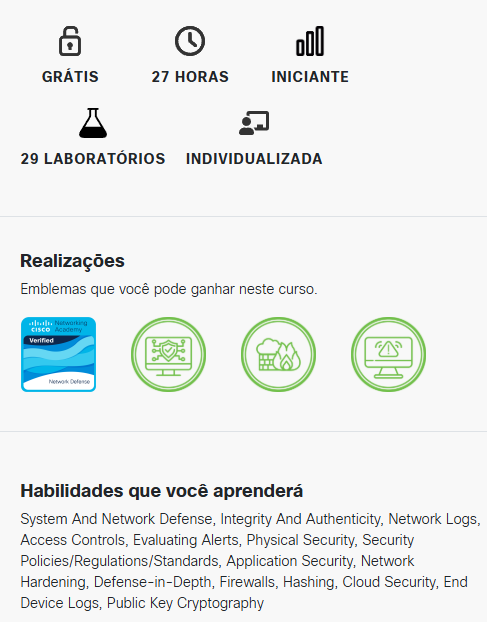 GRÁTIS
27 HORAS
INICIANTE
29 LABORATÓRIOS
INDIVIDUALIZADA
Realizações
Emblemas que você pode ganhar neste curso.
CISCO
Networking
Academy
Verified
Network Defense
Habilidades que você aprenderá
System And Network Defense, Integrity And Authenticity, Network Logs,
Access Controls, Evaluating Alerts, Physical Security, Security
Policies/Regulations/Standards, Application Security, Network
Hardening, Defense-in-Depth, Firewalls, Hashing, Cloud Security, End
Device Logs, Public Key Cryptography